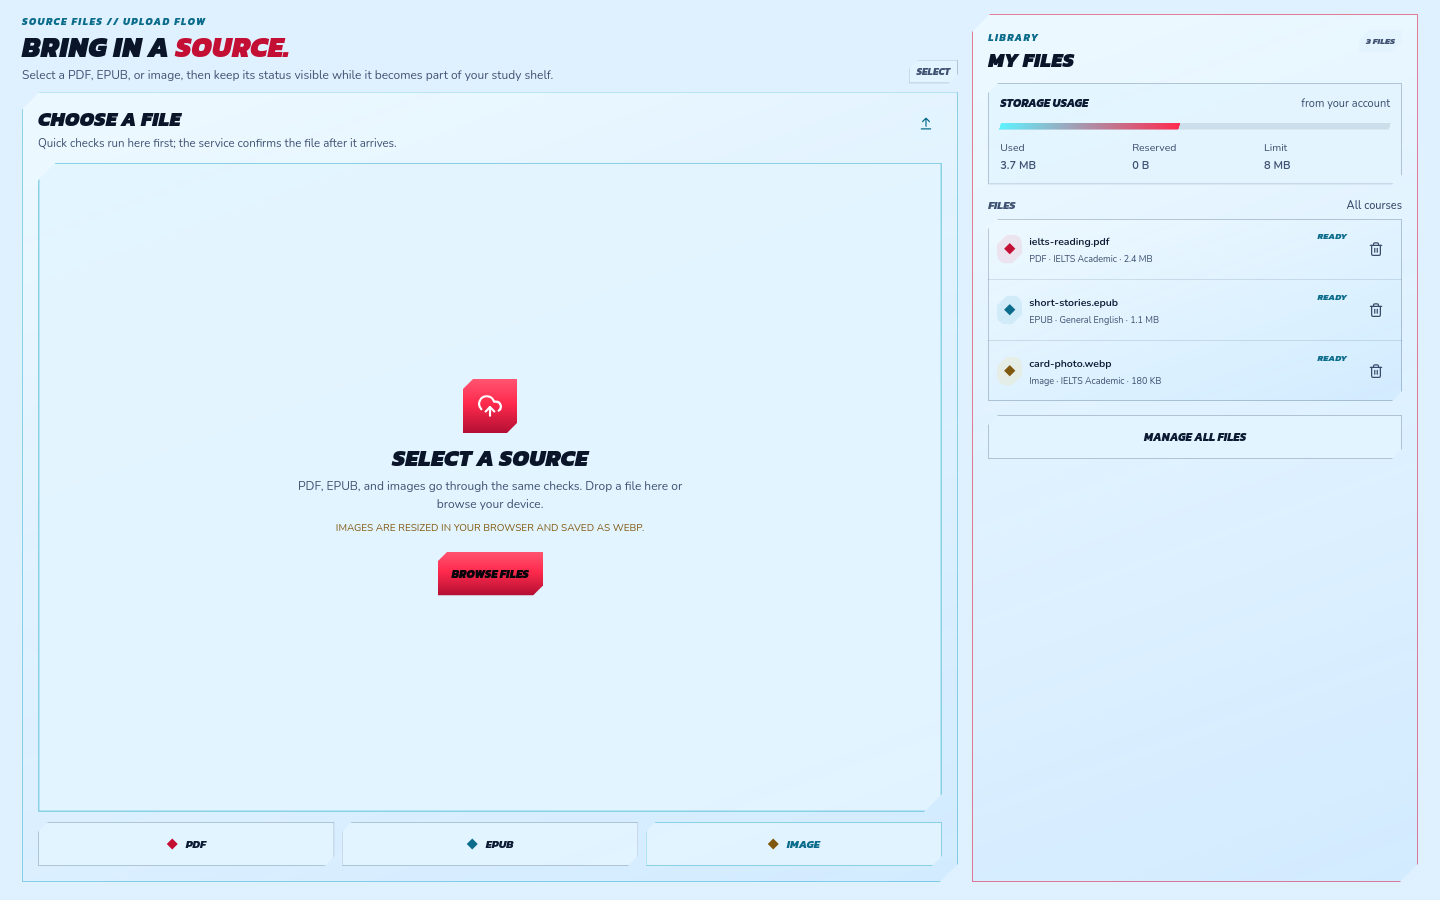 SOURCE FILES // UPLOAD FLOW
BRING IN A SOURCE.
Select a PDF, EPUB, or image, then keep its status visible while it becomes part of your study shelf.
SELECT
CHOOSE A FILE
Quick checks run here first; the service confirms the file after it arrives.
SELECT A SOURCE
PDF, EPUB, and images go through the same checks. Drop a file here or
browse your device.
IMAGES ARE RESIZED IN YOUR BROWSER AND SAVED AS WEBP.
BROWSE FILES
PDF
EPUB
IMAGE
LIBRARY
3 FILES
MY FILES
STORAGE USAGE
from your account
Used
Reserved
Limit
3.7 MB
0 B
8 MB
FILES
All courses
ielts-reading.pdf
READY
PDF · IELTS Academic · 2.4 MB
short-stories.epub
READY
EPUB · General English · 1.1 MB
card-photo.webp
READY
Image · IELTS Academic · 180 KB
MANAGE ALL FILES